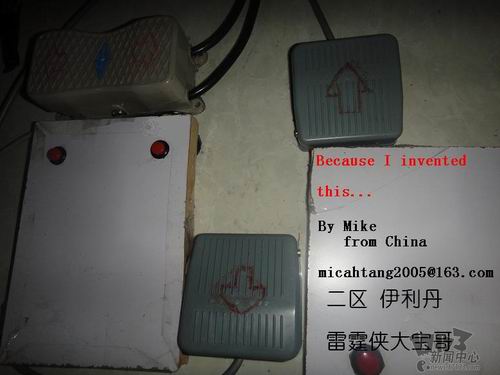 Because I invented
this...
By Mike
from China
micahtang2005@163.com
二区 伊利丹
雷霆侠大宝哥
新闻中心